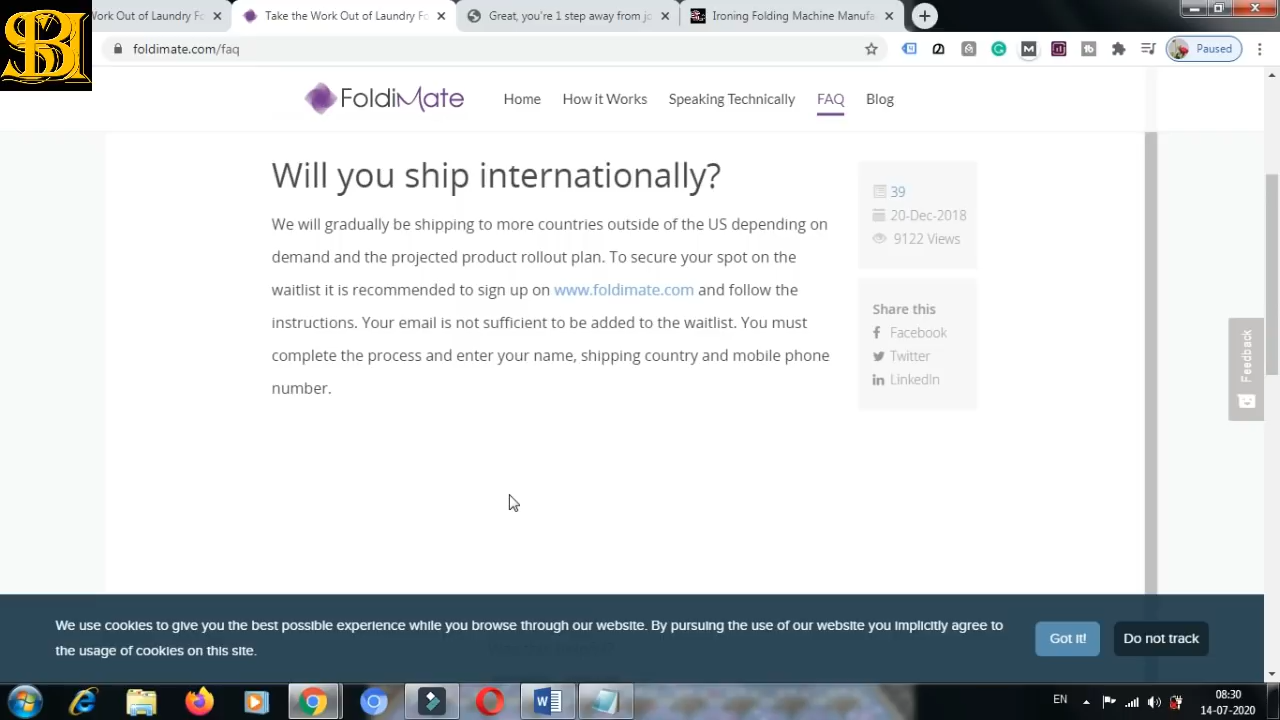 Work Out of Laundry Fo
Take the Work Out of Laundry Fo
Great, you're 1 step away from jo
Ironing Folding Machine Manufa
foldimate.com/faq
Paused
FoldiMate
Home
How it Works
Speaking Technically
FAQ
Blog
Will you ship internationally?
We will gradually be shipping to more countries outside of the US depending on
demand and the projected product rollout plan. To secure your spot on the
waitlist it is recommended to sign up on www.foldimate.com and follow the
instructions. Your email is not sufficient to be added to the waitlist. You must
complete the process and enter your name, shipping country and mobile phone
number.
39
20-Dec-2018
9122 Views
Share this
Facebook
Twitter
LinkedIn
Feedback
We use cookies to give you the best possible experience while you browse through our website. By pursuing the use of our website you implicitly agree to
the usage of cookies on this site.
Got it!
Do not track
EN
08:30
14-07-2020